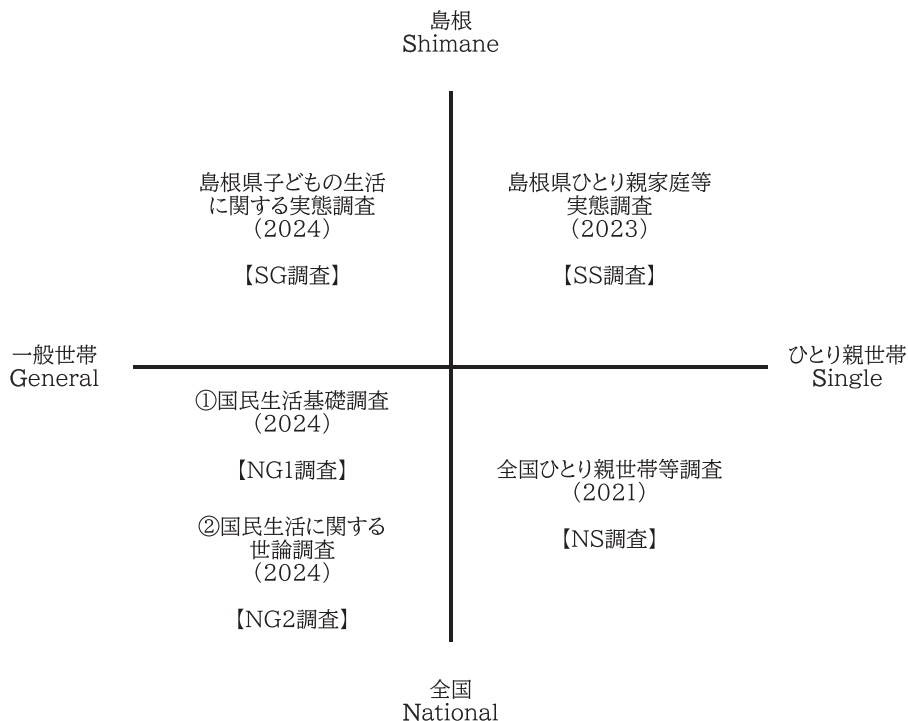 島根
Shimane
島根県子どもの生活
に関する実態調査
（2024）
【SG調査】
島根県ひとり親家庭等
実態調査
（2023）
【SS調査】
一般世帯
General
ひとり親世帯
Single
①国民生活基礎調査
（2024）
【NG1調査】
②国民生活に関する
世論調査
（2024）
【NG2調査】
全国ひとり親世帯等調査
（2021）
【NS調査】
全国
National